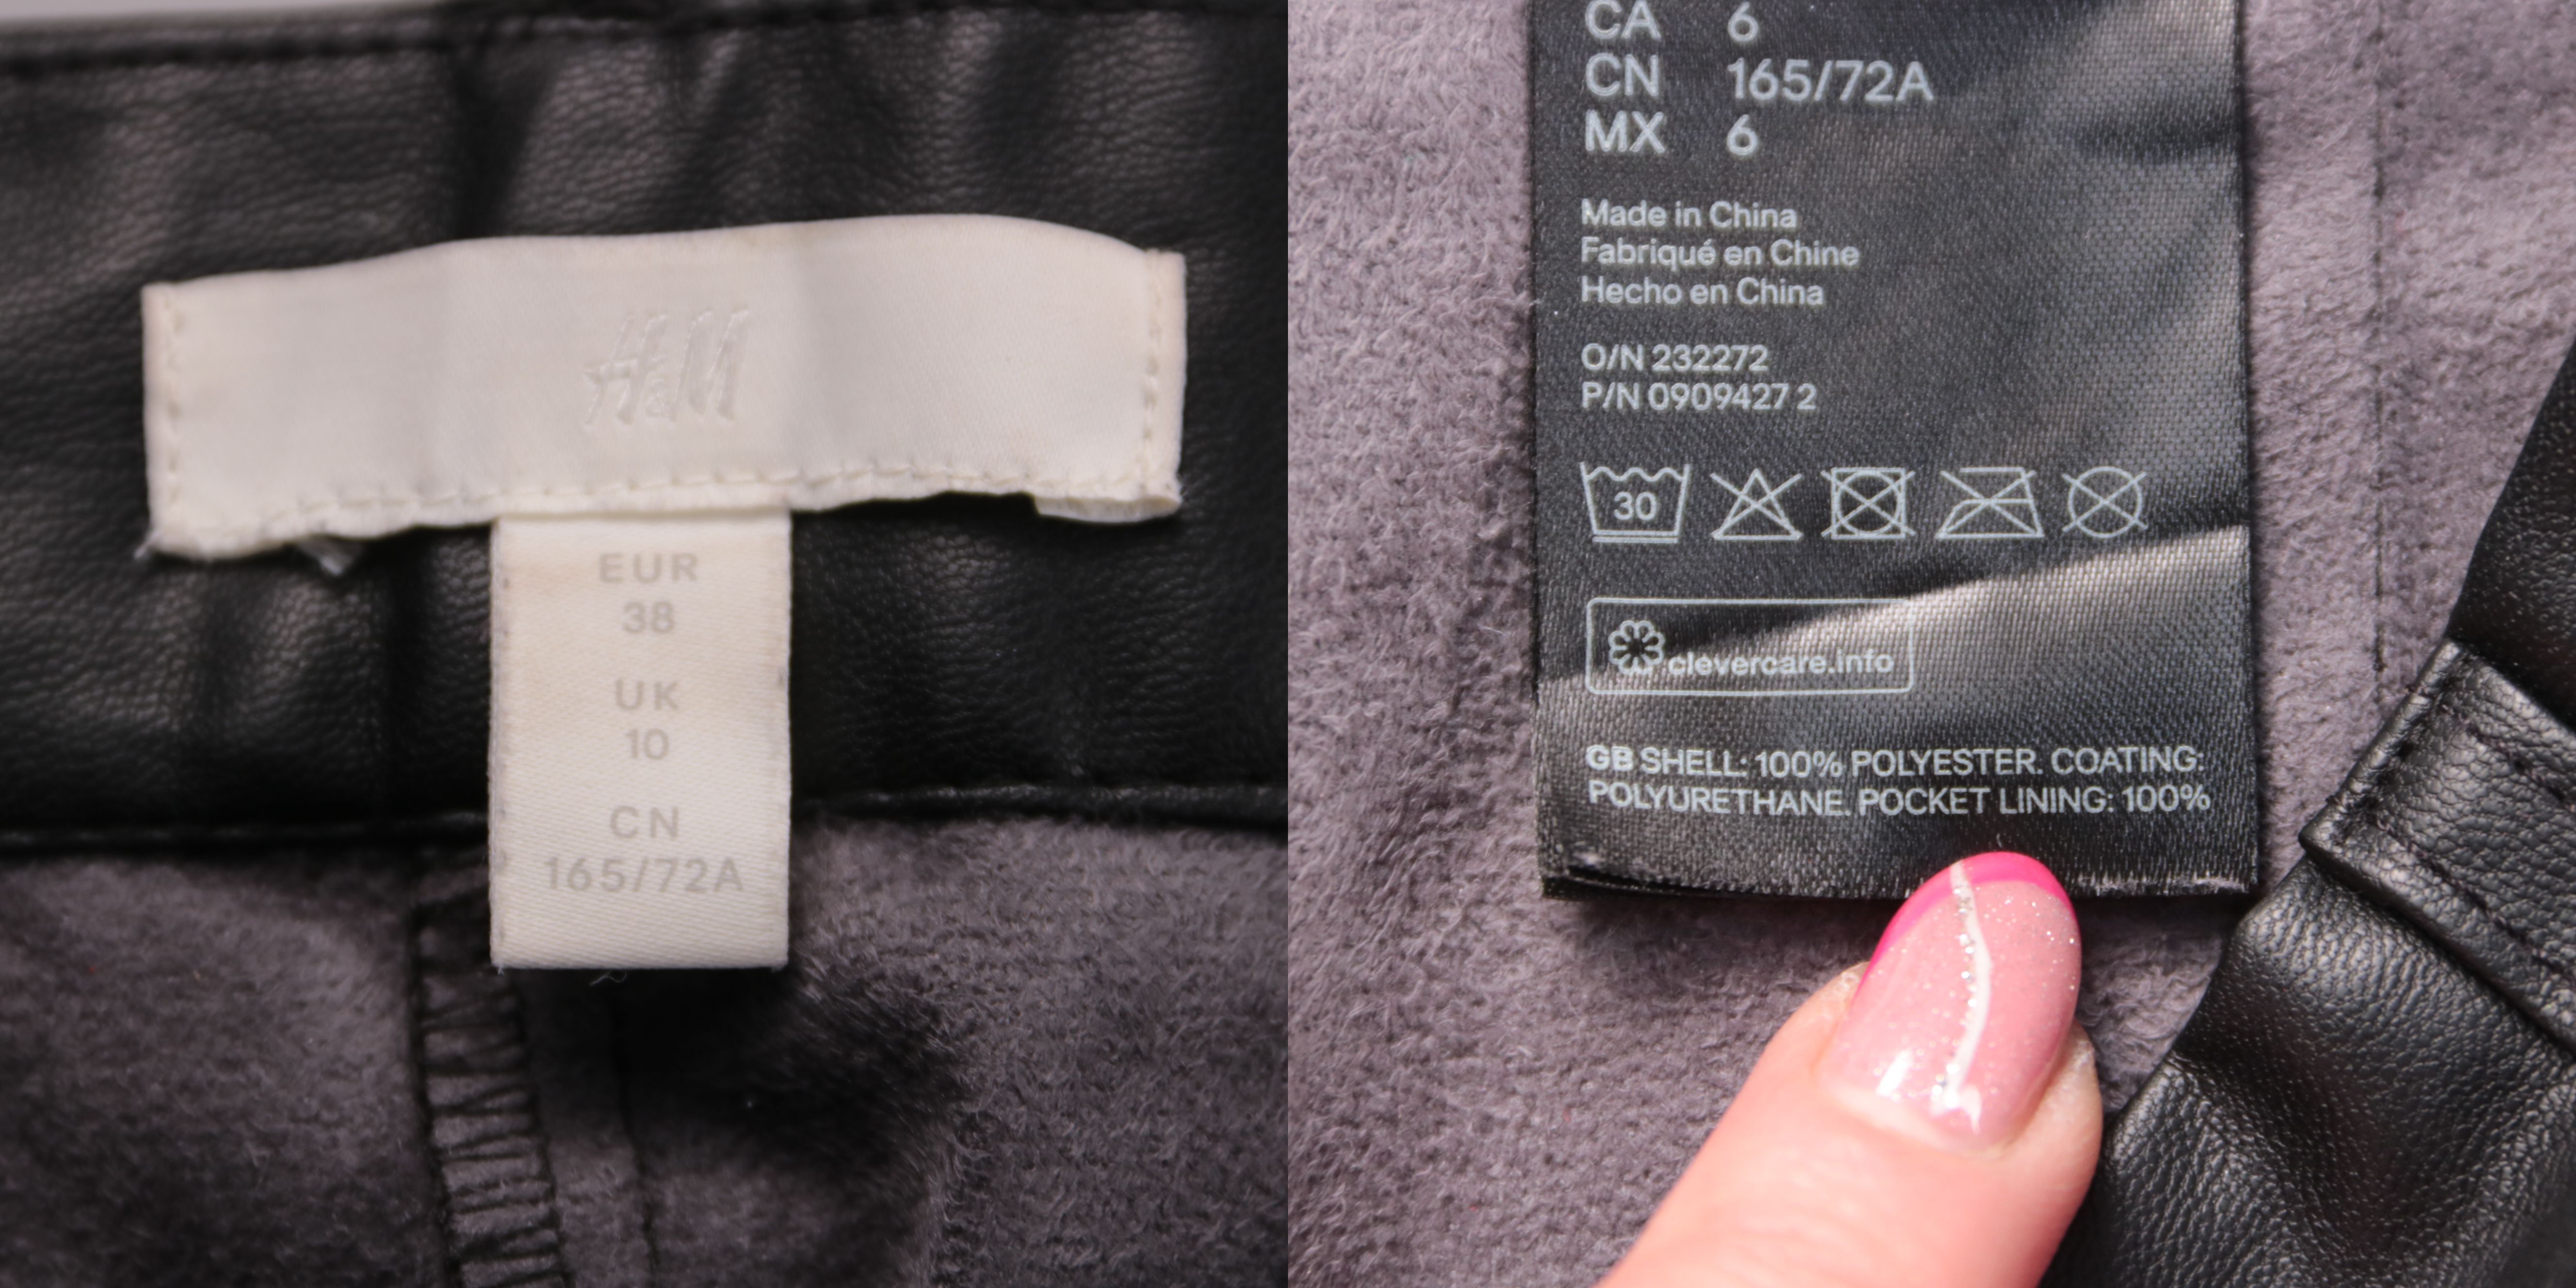 H&M
EUR
38
UK
10
CN
165/72A
CA 6
CN 165/72A
MX 6
Made in China
Fabriqué en Chine
Hecho en China
O/N 232272
P/N 0909427 2
30
clevercare.info
GB SHELL: 100% POLYESTER. COATING:
POLYURETHANE. POCKET LINING: 100%